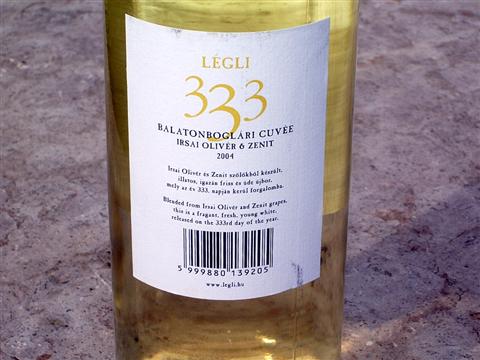 LÉGLI
333
BALATONBOGLÁRI CUVÈE
IRSAI OLIVÉR & ZENIT
2004
Irsai Olivér és Zenit szőlőkből készült,
illatos, igazán friss és üde újbor,
mely az év 333. napján kerül forgalomba.
Blended from Irsai Olivér and Zenit grapes,
this is a fragant, fresh, young white,
released on the 333rd day of the year.
5 999880 139205
www.legli.hu